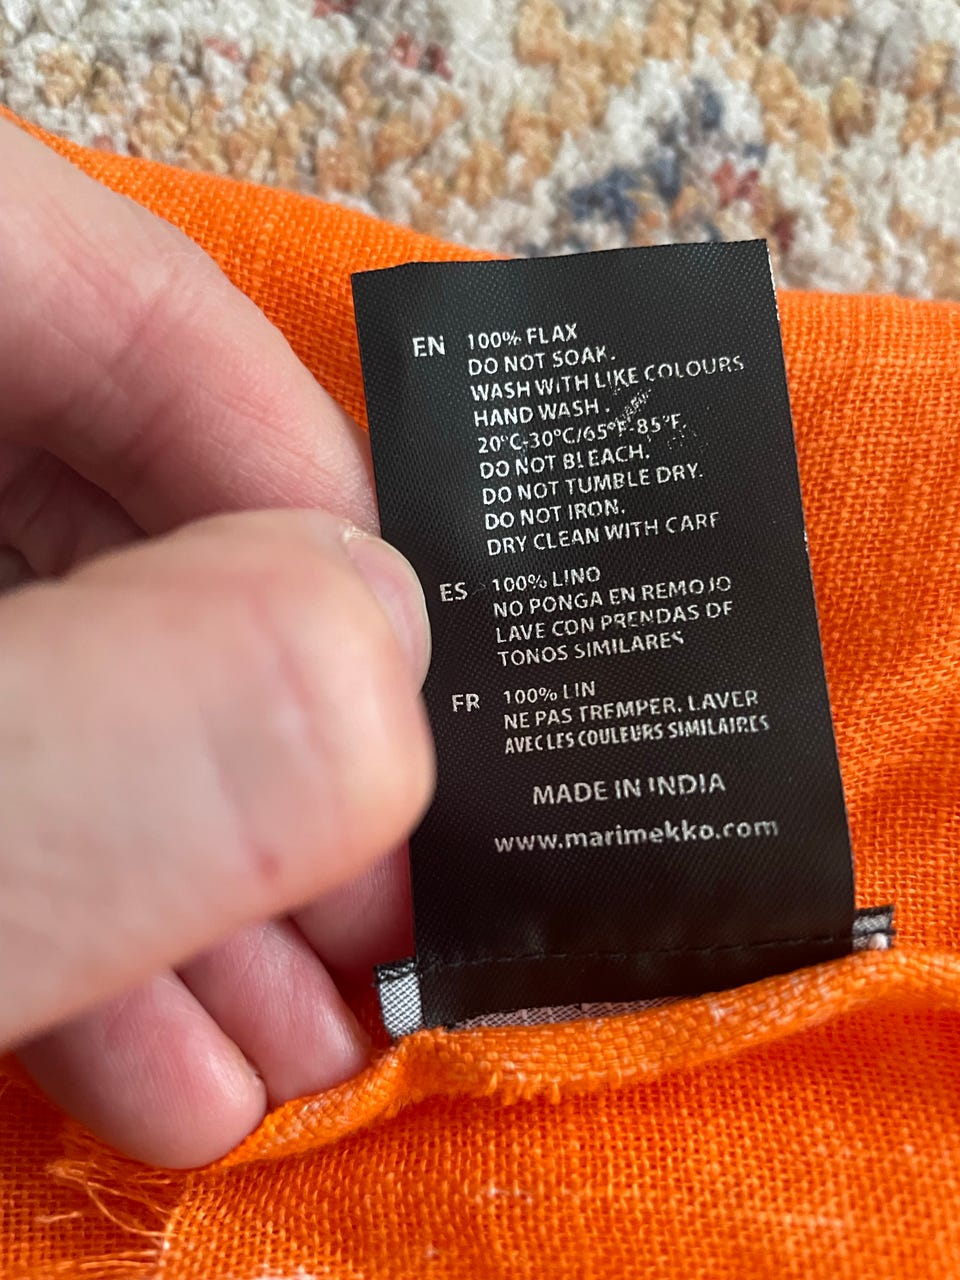 EN 100% FLAX
DO NOT SOAK.
WASH WITH LIKE COLOURS
HAND WASH.
20°C-30°C/65°F-85°F.
DO NOT BLEACH.
DO NOT TUMBLE DRY.
DO NOT IRON.
DRY CLEAN WITH CARE
ES 100% LINO
NO PONGA EN REMOJO
LAVE CON PRENDAS DE
TONOS SIMILARES
FR 100% LIN
NE PAS TREMPER. LAVER
AVEC LES COULEURS SIMILAIRES
MADE IN INDIA
www.marimekko.com